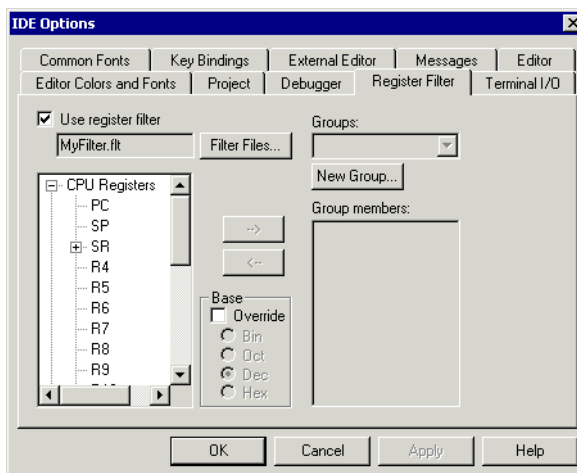 IDE Options
Common Fonts
Key Bindings
External Editor
Messages
Editor
Editor Colors and Fonts
Project
Debugger
Register Filter
Terminal I/O
Use register filter
MyFilter.flt
Filter Files...
Groups:
New Group...
CPU Registers
PC
SP
SR
R4
R5
R6
R7
R8
R9
-->
<--
Group members:
Base
Override
Bin
Oct
Dec
Hex
OK
Cancel
Apply
Help